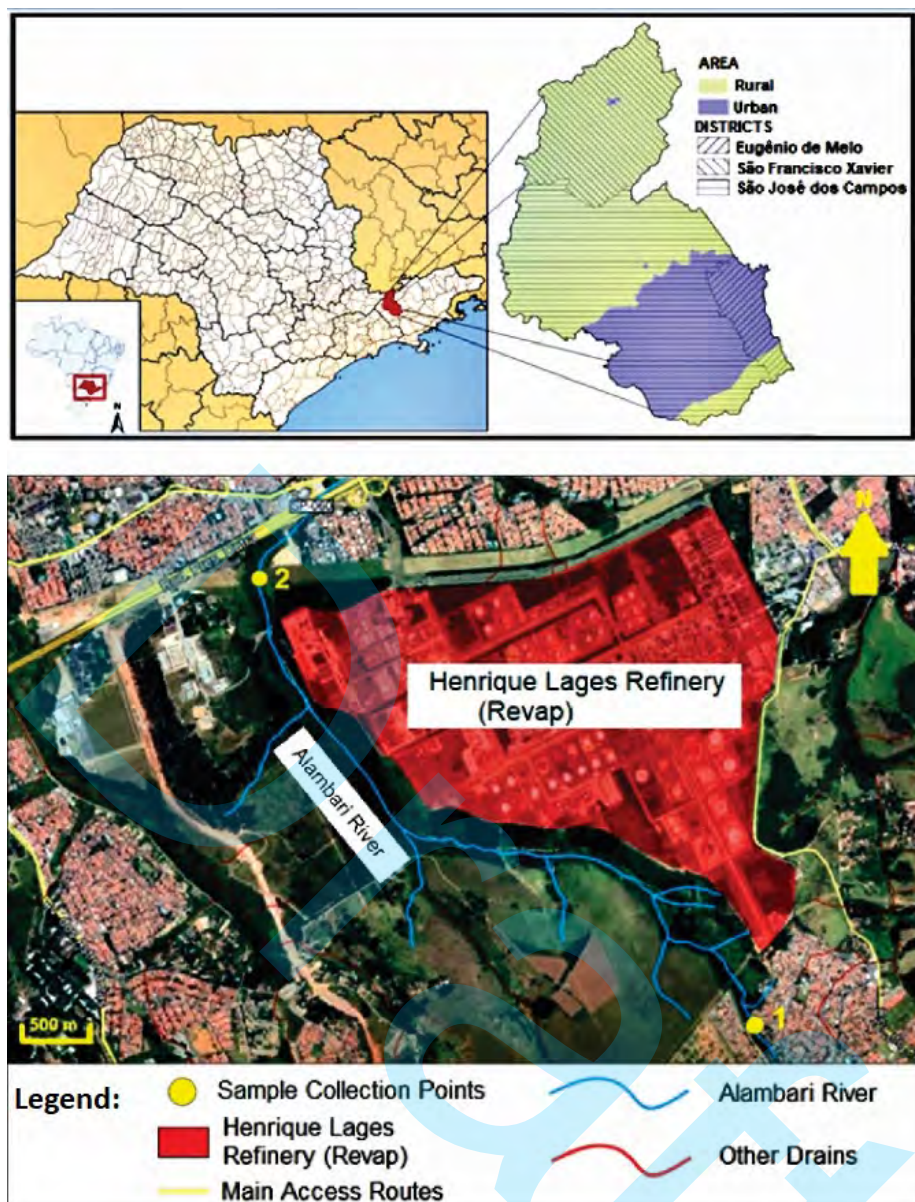 AREA
Rural
Urban
DISTRICTS
Eugênio de Melo
São Francisco Xavier
São José dos Campos
N
N
2
Henrique Lages Refinery
(Revap)
Alambari River
500 m
1
Legend:
Sample Collection Points
Alambari River
Henrique Lages
Refinery (Revap)
Other Drains
Main Access Routes